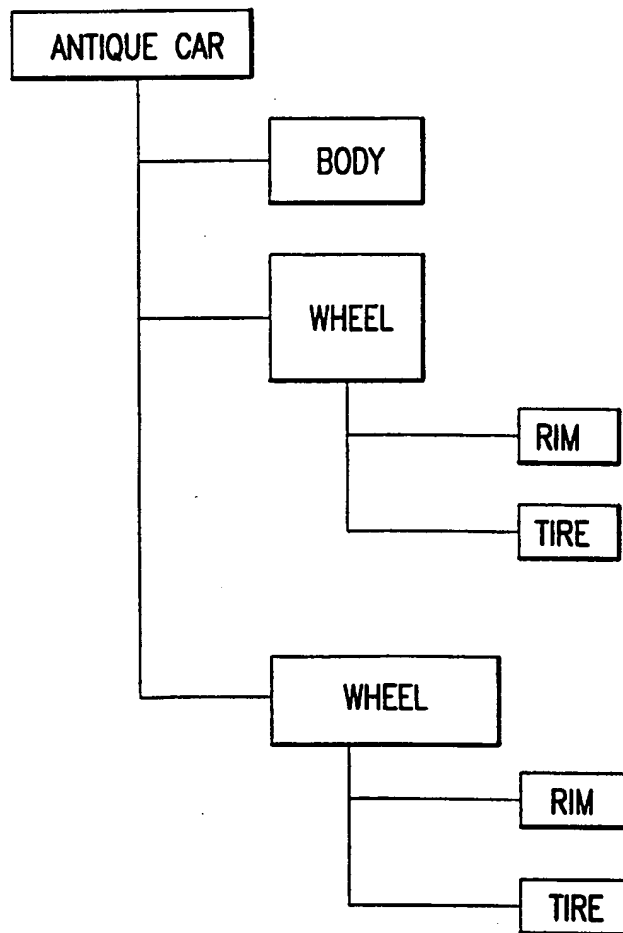 ANTIQUE CAR
BODY
WHEEL
RIM
TIRE
WHEEL
RIM
TIRE